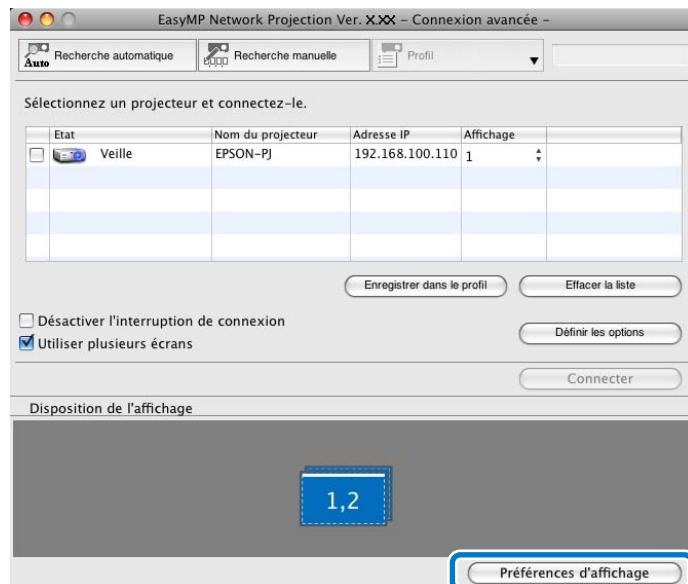 EasyMP Network Projection Ver. X.XX – Connexion avancée –
Auto Recherche automatique Recherche manuelle Profil
Sélectionnez un projecteur et connectez-le.
Etat Nom du projecteur Adresse IP Affichage
Veille EPSON-PJ 192.168.100.110 1
Enregistrer dans le profil Effacer la liste
Désactiver l'interruption de connexion
Définir les options
Utiliser plusieurs écrans
Connecter
Disposition de l'affichage
1,2
Préférences d'affichage